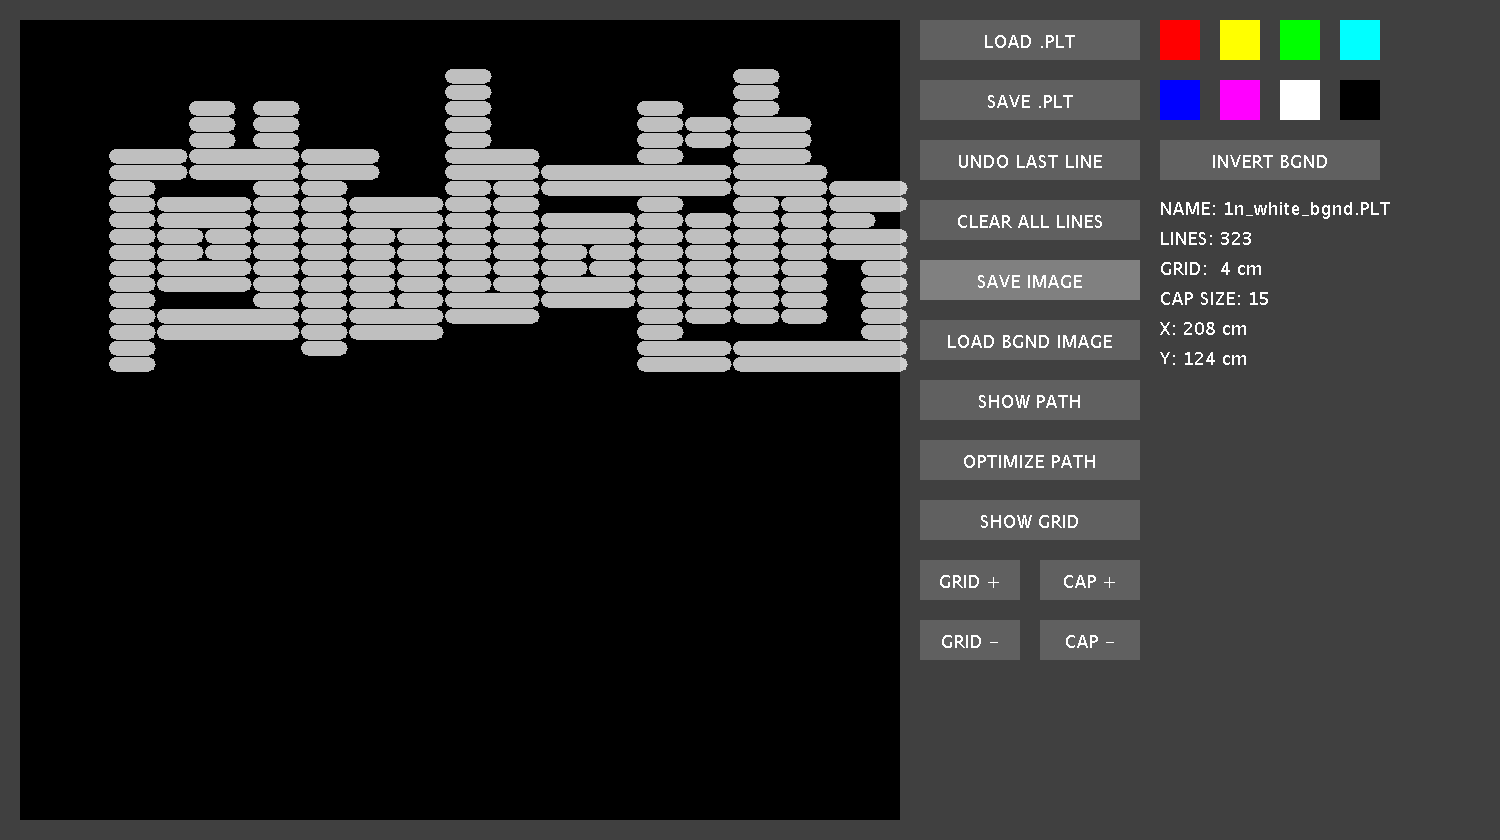 LOAD .PLT
SAVE .PLT
UNDO LAST LINE
INVERT BGND
CLEAR ALL LINES
NAME: 1n_white_bgnd.PLT
LINES: 323
SAVE IMAGE
GRID: 4 cm
CAP SIZE: 15
LOAD BGND IMAGE
X: 208 cm
Y: 124 cm
SHOW PATH
OPTIMIZE PATH
SHOW GRID
GRID + CAP +
GRID - CAP -